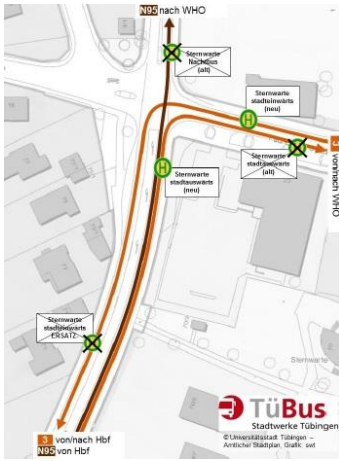 N95 nach WHO
Sternwarte
Nachtbus
(alt)
Sternwarte
stadteinwärts
(neu)
Sternwarte
stadtauswärts
(alt)
3 von/nach WHO
Sternwarte
stadtauswärts
(neu)
Sternwarte
stadteinwärts
ERSATZ
Sternwarte
3 von/nach Hbf
N95 von Hbf
TüBus
Stadtwerke Tübingen
© Universitätsstadt Tübingen –
Amtlicher Stadtplan, Grafik: swt